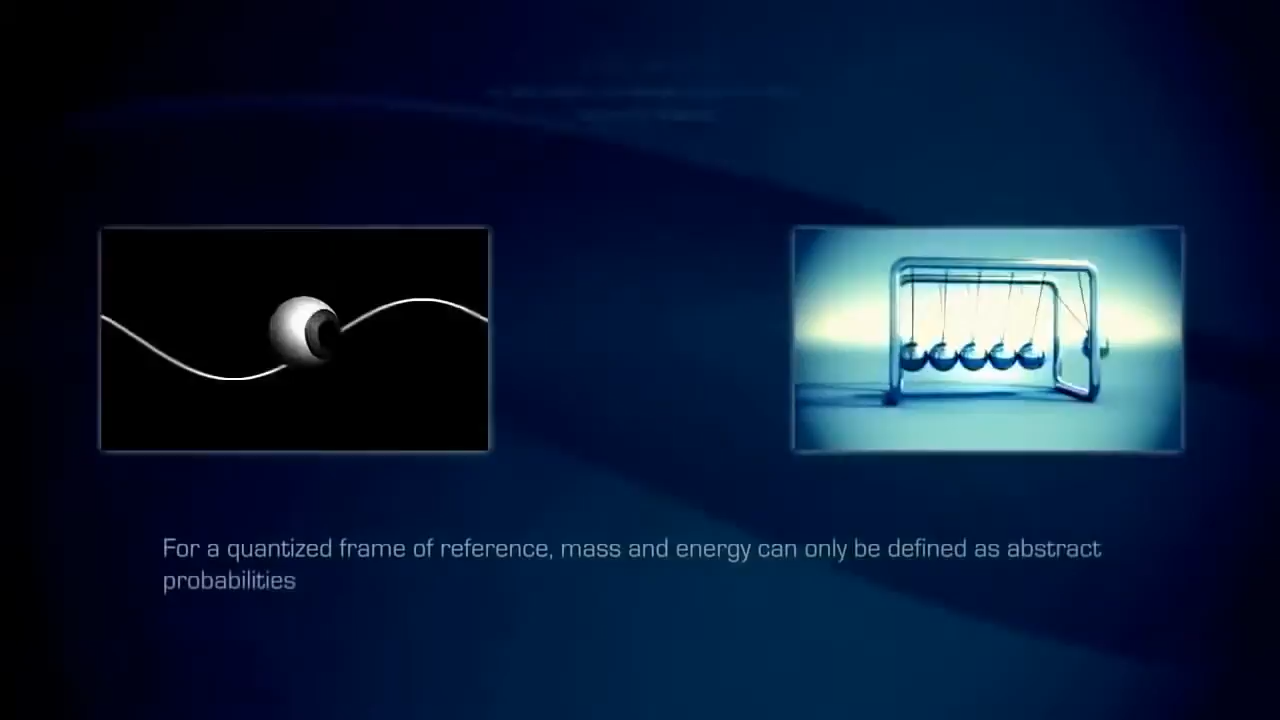 For a quantized frame of reference, mass and energy can only be defined as abstract
probabilities